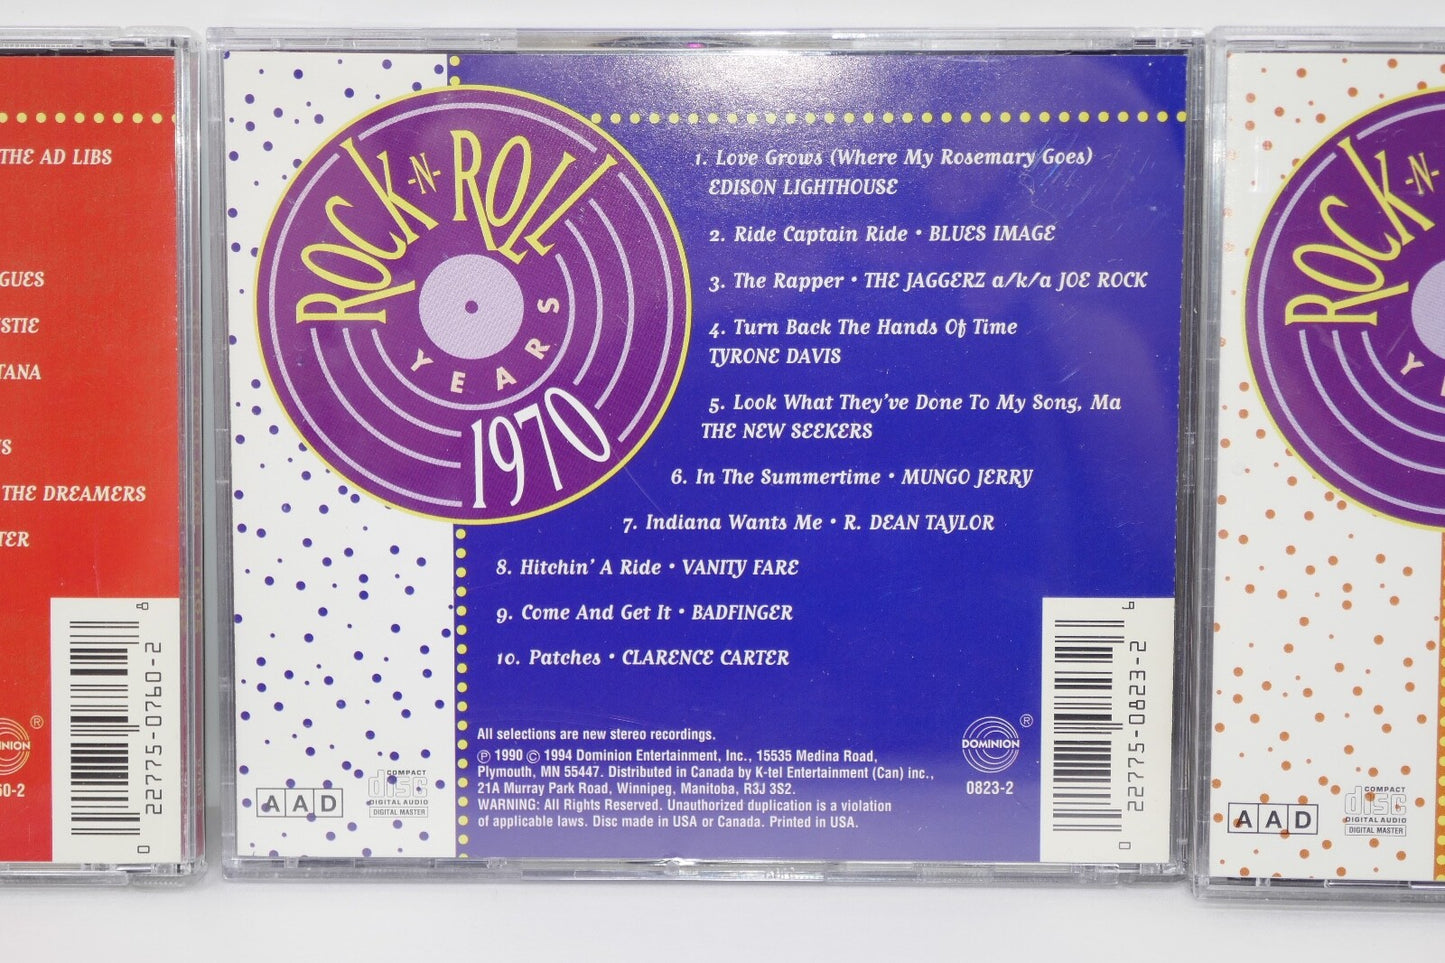 THE AD LIBS
THE DREAMERS
ROCK-N-ROLL
YEARS
1970
1. Love Grows (Where My Rosemary Goes)
EDISON LIGHTHOUSE
2. Ride Captain Ride • BLUES IMAGE
3. The Rapper • THE JAGGERZ a/k/a JOE ROCK
4. Turn Back The Hands Of Time
TYRONE DAVIS
5. Look What They've Done To My Song, Ma
THE NEW SEEKERS
6. In The Summertime • MUNGO JERRY
7. Indiana Wants Me • R. DEAN TAYLOR
8. Hitchin' A Ride • VANITY FARE
9. Come And Get It • BADFINGER
10. Patches • CLARENCE CARTER
All selections are new stereo recordings.
℗ 1990 © 1994 Dominion Entertainment, Inc., 15535 Medina Road,
Plymouth, MN 55447. Distributed in Canada by K-tel Entertainment (Can) inc.,
21A Murray Park Road, Winnipeg, Manitoba, R3J 3S2.
WARNING: All Rights Reserved. Unauthorized duplication is a violation
of applicable laws. Disc made in USA or Canada. Printed in USA.
DOMINION ®
0823-2
0 22775-0823-2 6
AAD
COMPACT
disc
DIGITAL AUDIO
DIGITAL MASTER
0 22775-0760-2 8
®
ROCK-N-
AAD
COMPACT
disc
DIGITAL AUDIO
DIGITAL MASTER